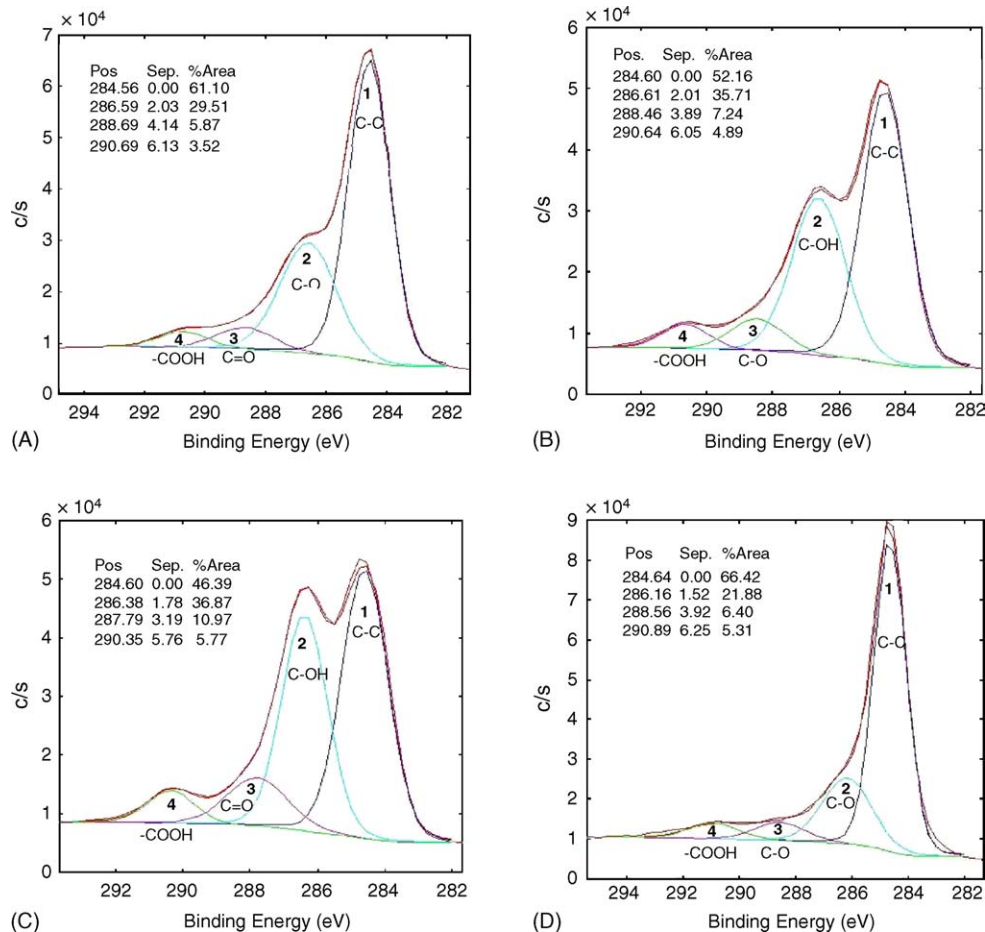 × 10⁴
7
6
5
4
3
2
1
0
c/s
Pos Sep. %Area
284.56 0.00 61.10
286.59 2.03 29.51
288.69 4.14 5.87
290.69 6.13 3.52
1
C-C
2
C-O
3
C=O
4
-COOH
294 292 290 288 286 284 282
Binding Energy (eV)
(A)
× 10⁴
6
5
4
3
2
1
0
c/s
Pos. Sep. %Area
284.60 0.00 52.16
286.61 2.01 35.71
288.46 3.89 7.24
290.64 6.05 4.89
1
C-C
2
C-OH
3
C-O
4
-COOH
292 290 288 286 284 282
Binding Energy (eV)
(B)
× 10⁴
6
5
4
3
2
1
0
c/s
Pos Sep. %Area
284.60 0.00 46.39
286.38 1.78 36.87
287.79 3.19 10.97
290.35 5.76 5.77
1
C-C
2
C-OH
3
C=O
4
-COOH
292 290 288 286 284 282
Binding Energy (eV)
(C)
× 10⁴
9
8
7
6
5
4
3
2
1
0
c/s
Pos Sep. %Area
284.64 0.00 66.42
286.16 1.52 21.88
288.56 3.92 6.40
290.89 6.25 5.31
1
C-C
2
C-O
3
C-O
4
-COOH
294 292 290 288 286 284 282
Binding Energy (eV)
(D)